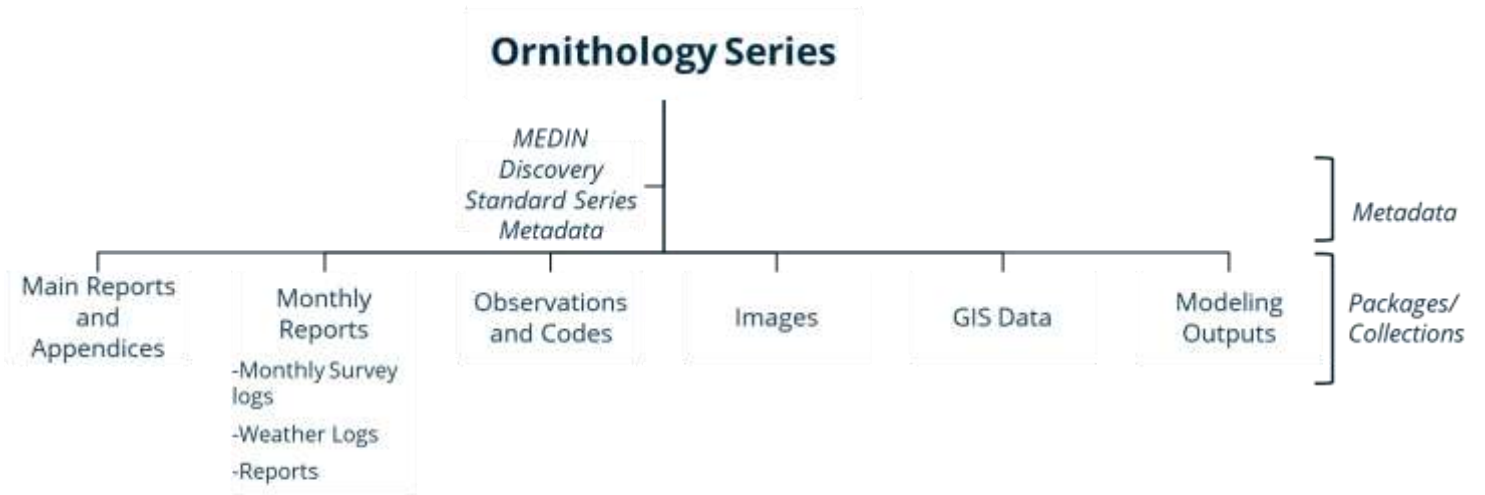 Ornithology Series
MEDIN
Discovery
Standard Series
Metadata
Metadata
Main Reports
and
Appendices
Monthly
Reports
-Monthly Survey
logs
-Weather Logs
-Reports
Observations
and Codes
Images
GIS Data
Modeling
Outputs
Packages/
Collections